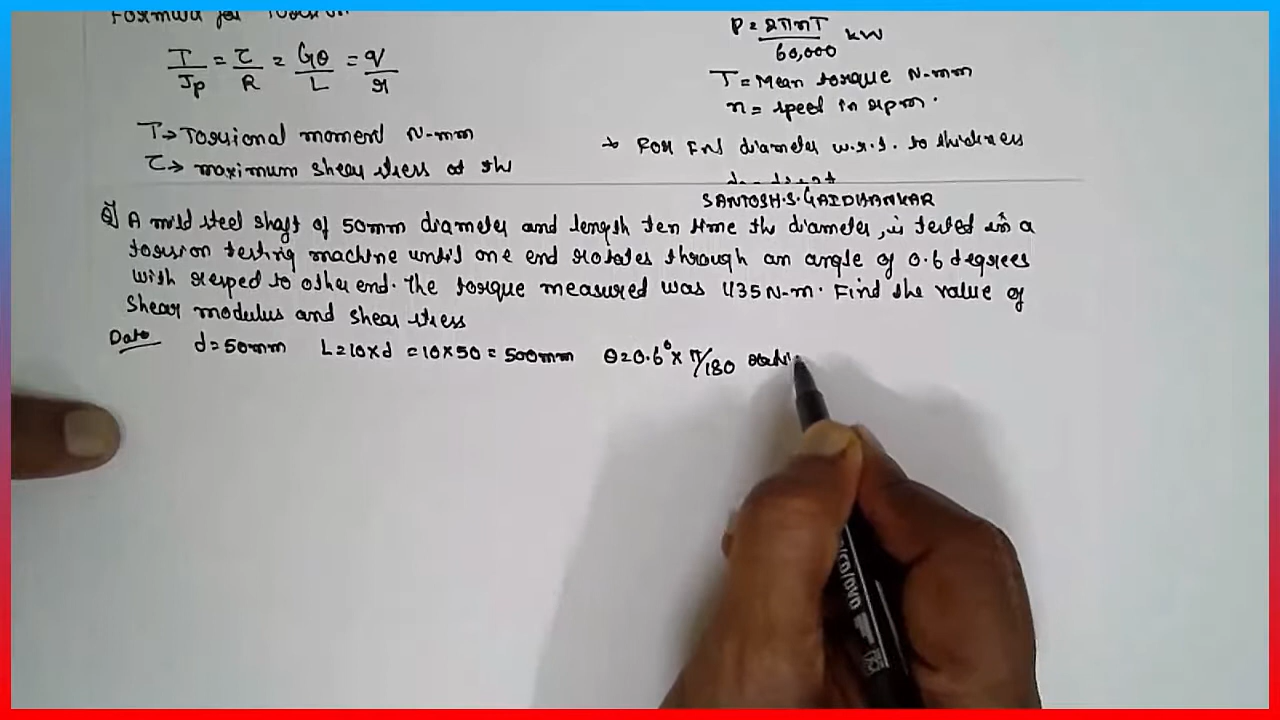 Formula for Torsion
T/Jp = τ/R = Gθ/L = q/r
T → Torsional moment N-mm
τ → maximum shear stress at the
P = 2πnT/60,000 kW
T = Mean torque N-mm
n = speed in rpm.
→ For Fnd diameter w.r.t. to thickness
SANTOSH.S.GAIDHANKAR
Q] A mild steel shaft of 50mm diameter and length ten time the diameter, is tested in a
torsion testing machine until one end rotates through an angle of 0.6 degrees
with resped to other end. The torque measured was 1135 N-m. Find the value of
Shear modulus and shear stress
Data d=50mm L=10×d =10×50 = 500mm θ=0.6° × π/180
CD/DVD